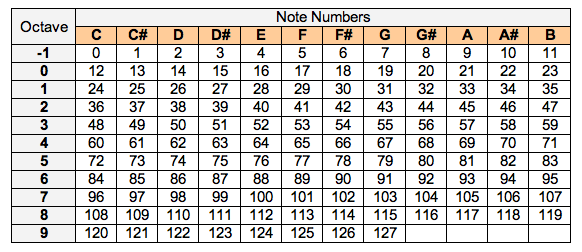 Octave Note Numbers
C C# D D# E F F# G G# A A# B
-1 0 1 2 3 4 5 6 7 8 9 10 11
0 12 13 14 15 16 17 18 19 20 21 22 23
1 24 25 26 27 28 29 30 31 32 33 34 35
2 36 37 38 39 40 41 42 43 44 45 46 47
3 48 49 50 51 52 53 54 55 56 57 58 59
4 60 61 62 63 64 65 66 67 68 69 70 71
5 72 73 74 75 76 77 78 79 80 81 82 83
6 84 85 86 87 88 89 90 91 92 93 94 95
7 96 97 98 99 100 101 102 103 104 105 106 107
8 108 109 110 111 112 113 114 115 116 117 118 119
9 120 121 122 123 124 125 126 127